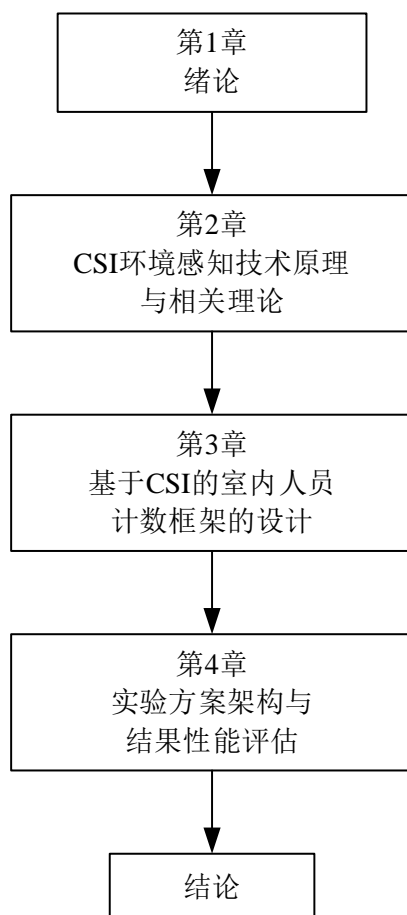 第1章
绪论
第2章
CSI环境感知技术原理
与相关理论
第3章
基于CSI的室内人员
计数框架的设计
第4章
实验方案架构与
结果性能评估
结论